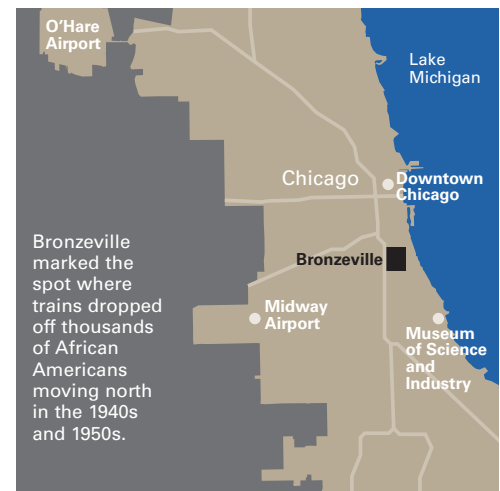 O'Hare
Airport
Lake
Michigan
Chicago
Downtown
Chicago
Bronzeville
Midway
Airport
Museum
of Science
and
Industry
Bronzeville
marked the
spot where
trains dropped
off thousands
of African
Americans
moving north
in the 1940s
and 1950s.